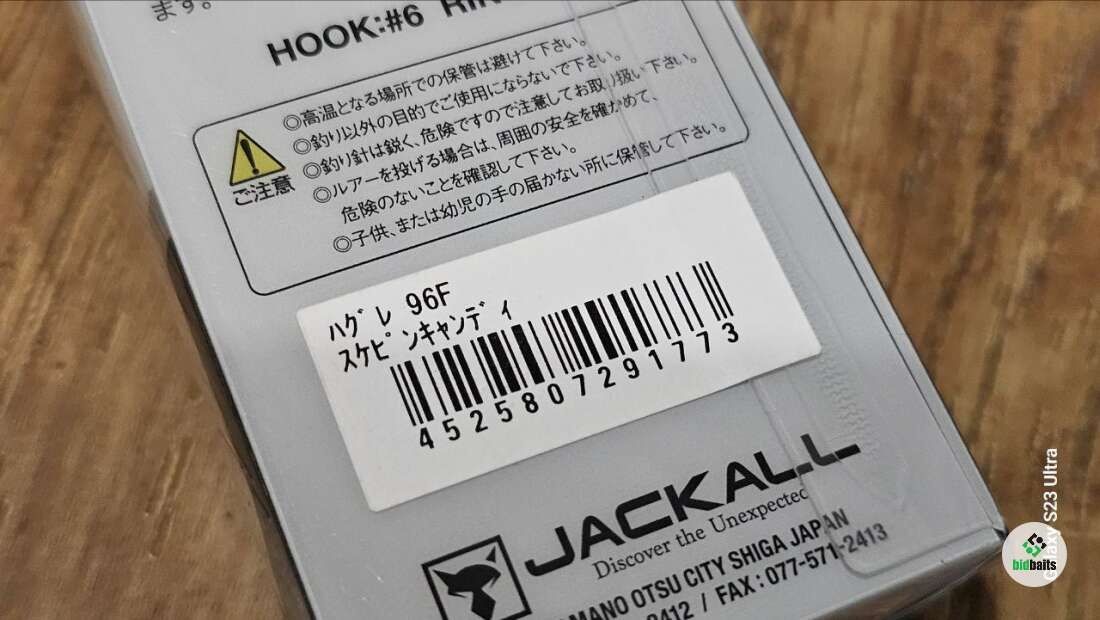 ます。
HOOK:#6 RIN
ご注意
◎高温となる場所での保管は避けて下さい。
◎釣り以外の目的でご使用にならないで下さい。
◎釣り針は鋭く、危険ですので注意してお取り扱い下さい。
◎ルアーを投げる場合は、周囲の安全を確かめて、
危険のないことを確認して下さい。
◎子供、または幼児の手の届かない所に保管して下さい。
ﾊｸﾞﾚ 96F
ｽｹﾋﾟﾝｷｬﾝﾃﾞｨ
4525807291773
JACKALL
Discover the Unexpected
MANO OTSU CITY SHIGA JAPAN
2412 / FAX : 077-571-2413
Galaxy S23 Ultra
bidbaits